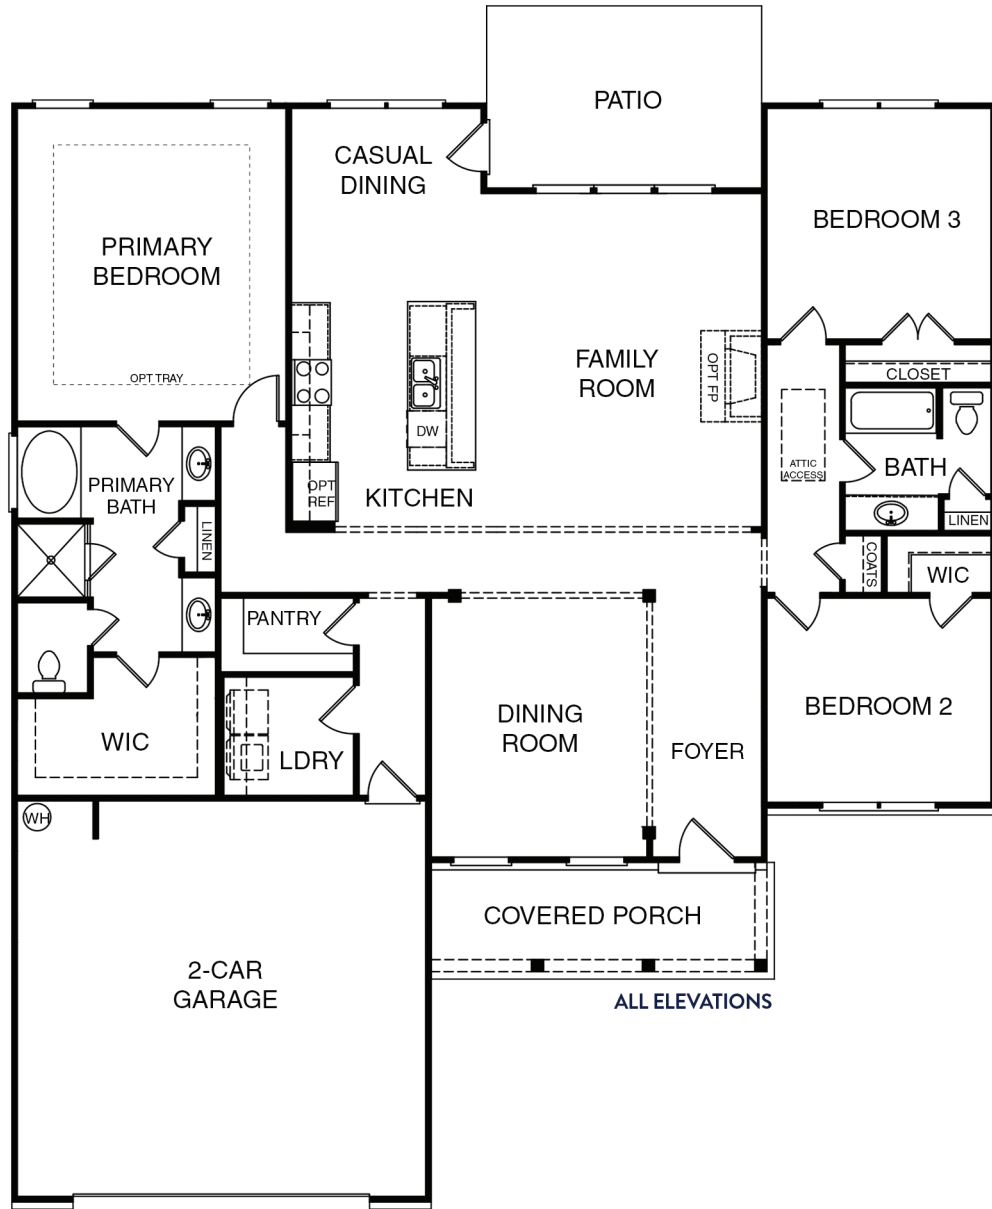 PATIO
CASUAL
DINING
BEDROOM 3
PRIMARY
BEDROOM
OPT TRAY
FAMILY
ROOM
OPT FP
CLOSET
DW
ATTIC
ACCESS
BATH
PRIMARY
BATH
OPT
REF
KITCHEN
LINEN
LINEN
COATS
WIC
PANTRY
BEDROOM 2
DINING
ROOM
FOYER
WIC
LDRY
WH
COVERED PORCH
2-CAR
GARAGE
ALL ELEVATIONS